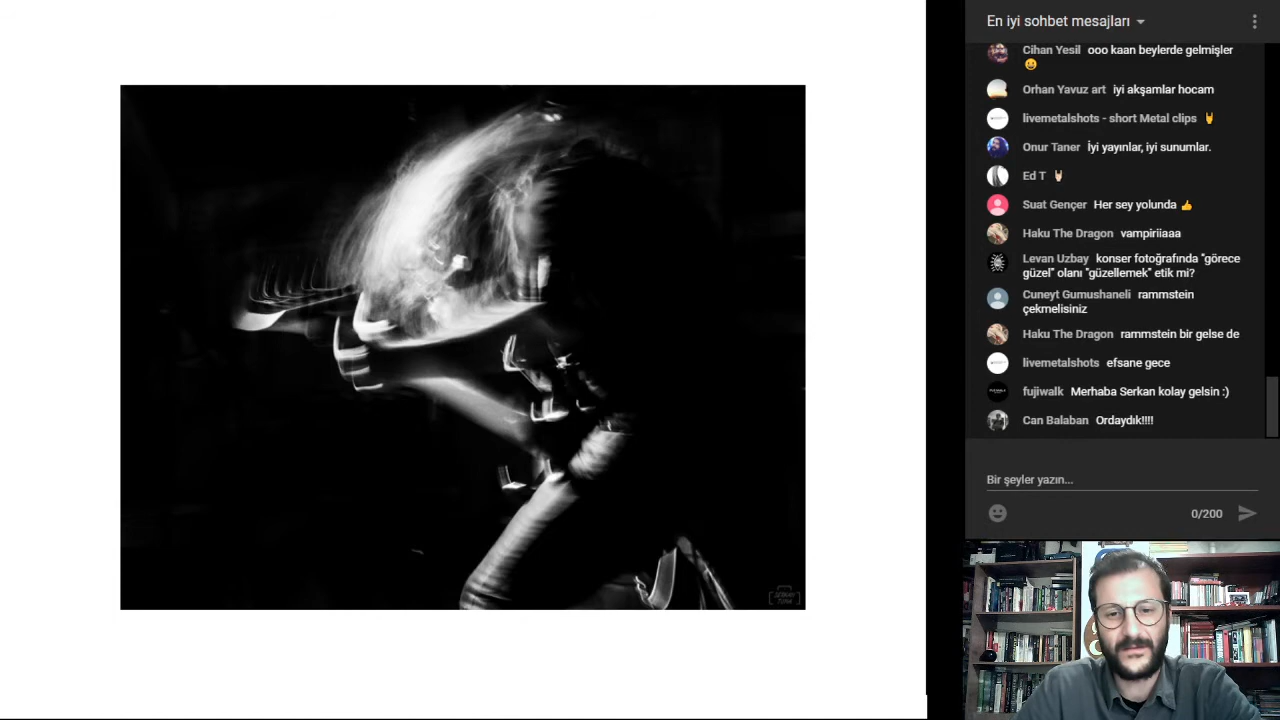 En iyi sohbet mesajları
Cihan Yesil ooo kaan beylerde gelmişler
😀
Orhan Yavuz art iyi akşamlar hocam
livemetalshots - short Metal clips 🤘
Onur Taner İyi yayınlar, iyi sunumlar.
Ed T 🤘🏻
Suat Gençer Her sey yolunda 👍
Haku The Dragon vampiriiaaa
Levan Uzbay konser fotoğrafında "görece
güzel" olanı "güzellemek" etik mi?
Cuneyt Gumushaneli rammstein
çekmelisiniz
Haku The Dragon rammstein bir gelse de
livemetalshots efsane gece
fujiwalk Merhaba Serkan kolay gelsin :)
Can Balaban Ordaydık!!!!
Bir şeyler yazın...
0/200